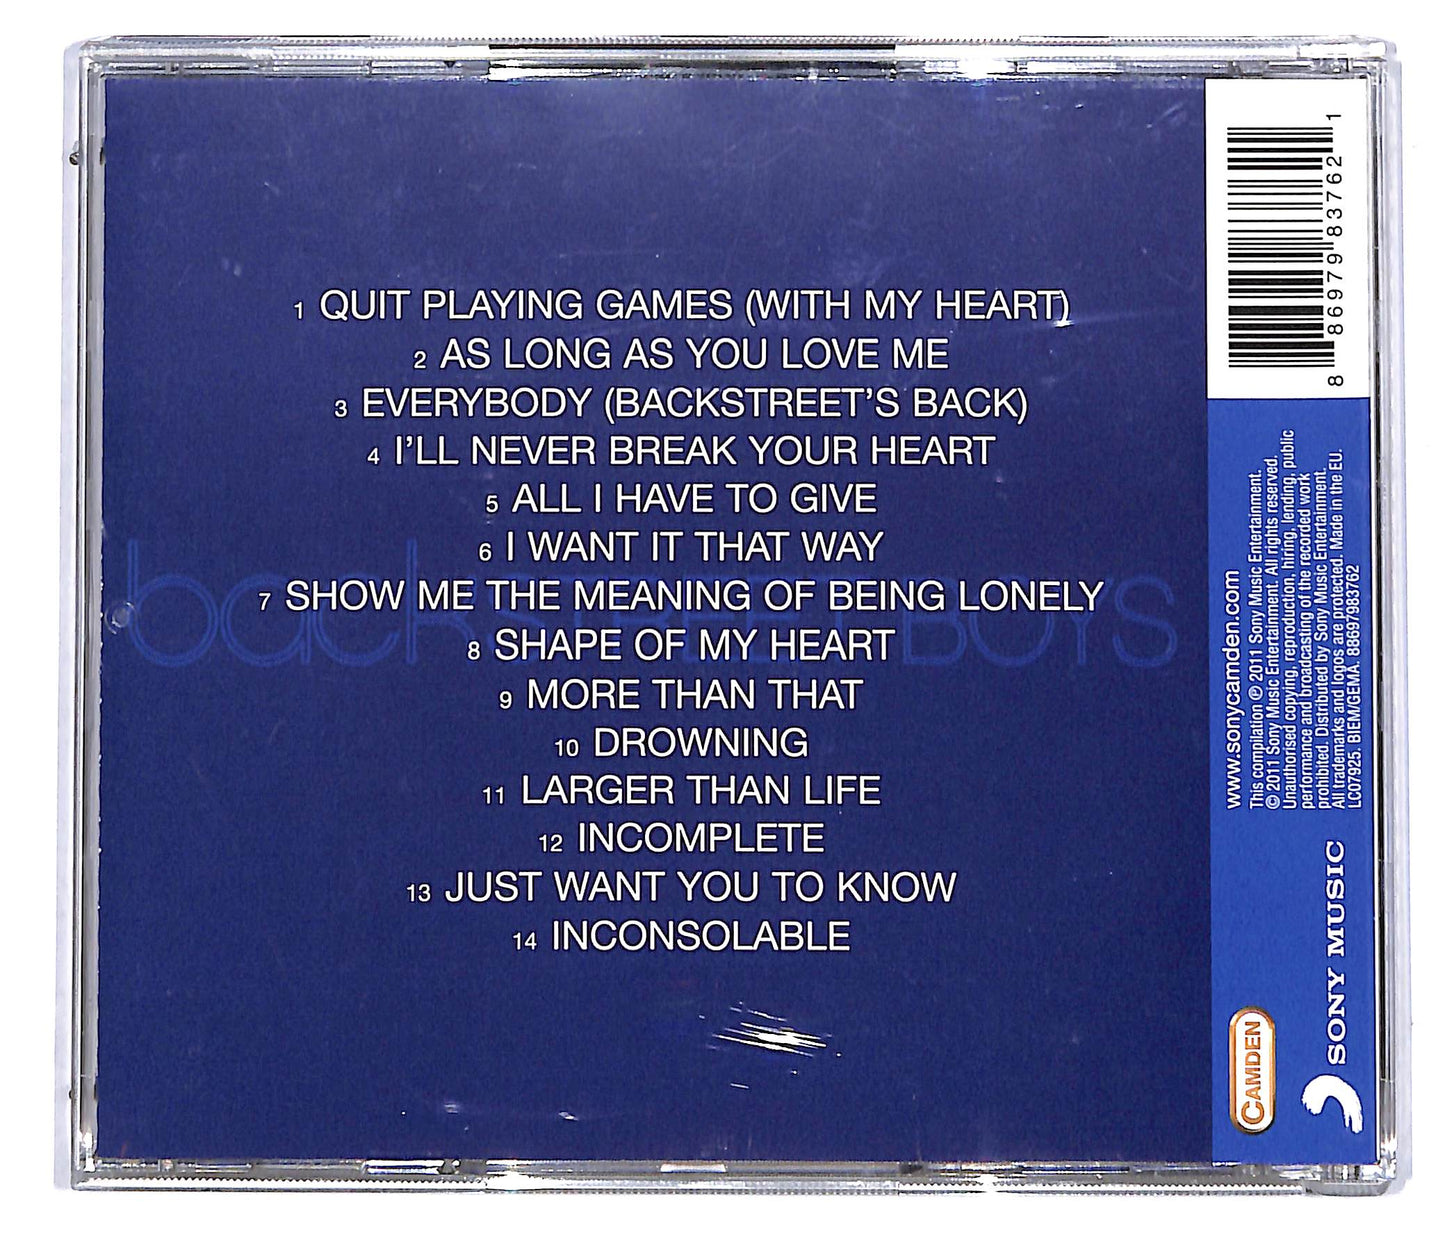 1 QUIT PLAYING GAMES (WITH MY HEART)
2 AS LONG AS YOU LOVE ME
3 EVERYBODY (BACKSTREET'S BACK)
4 I'LL NEVER BREAK YOUR HEART
5 ALL I HAVE TO GIVE
6 I WANT IT THAT WAY
7 SHOW ME THE MEANING OF BEING LONELY
backSTREETBOYS
8 SHAPE OF MY HEART
9 MORE THAN THAT
10 DROWNING
11 LARGER THAN LIFE
12 INCOMPLETE
13 JUST WANT YOU TO KNOW
14 INCONSOLABLE
8 86979 83762 1
www.sonycamden.com
This compilation ℗ 2011 Sony Music Entertainment.
© 2011 Sony Music Entertainment. All rights reserved.
Unauthorised copying, reproduction, hiring, lending, public
performance and broadcasting of the recorded work
prohibited. Distributed by Sony Music Entertainment.
All trademarks and logos are protected. Made in the EU.
LC07925. BIEM/GEMA. 88697983762
CAMDEN
SONY MUSIC